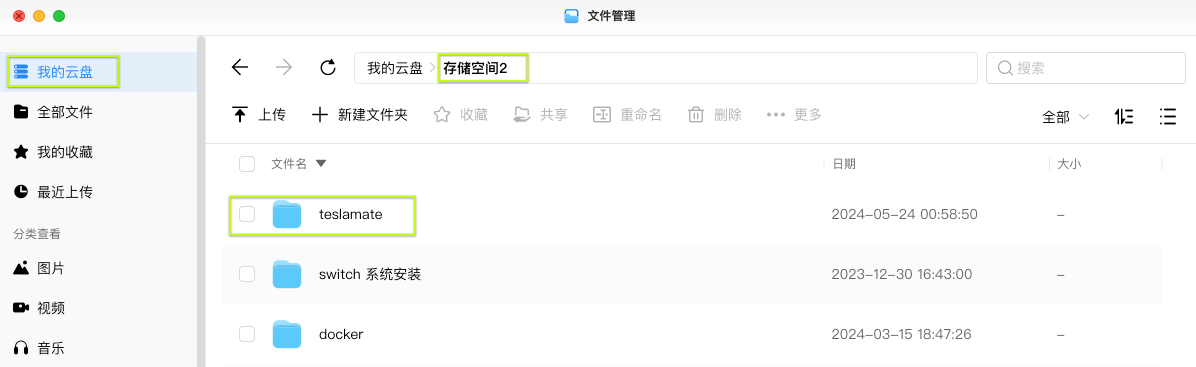 文件管理
我的云盘
全部文件
我的收藏
最近上传
分类查看
图片
视频
音乐
我的云盘 存储空间2
搜索
上传 新建文件夹 收藏 共享 重命名 删除 更多 全部
文件名 日期 大小
teslamate 2024-05-24 00:58:50 –
switch 系统安装 2023-12-30 16:43:00 –
docker 2024-03-15 18:47:26 –